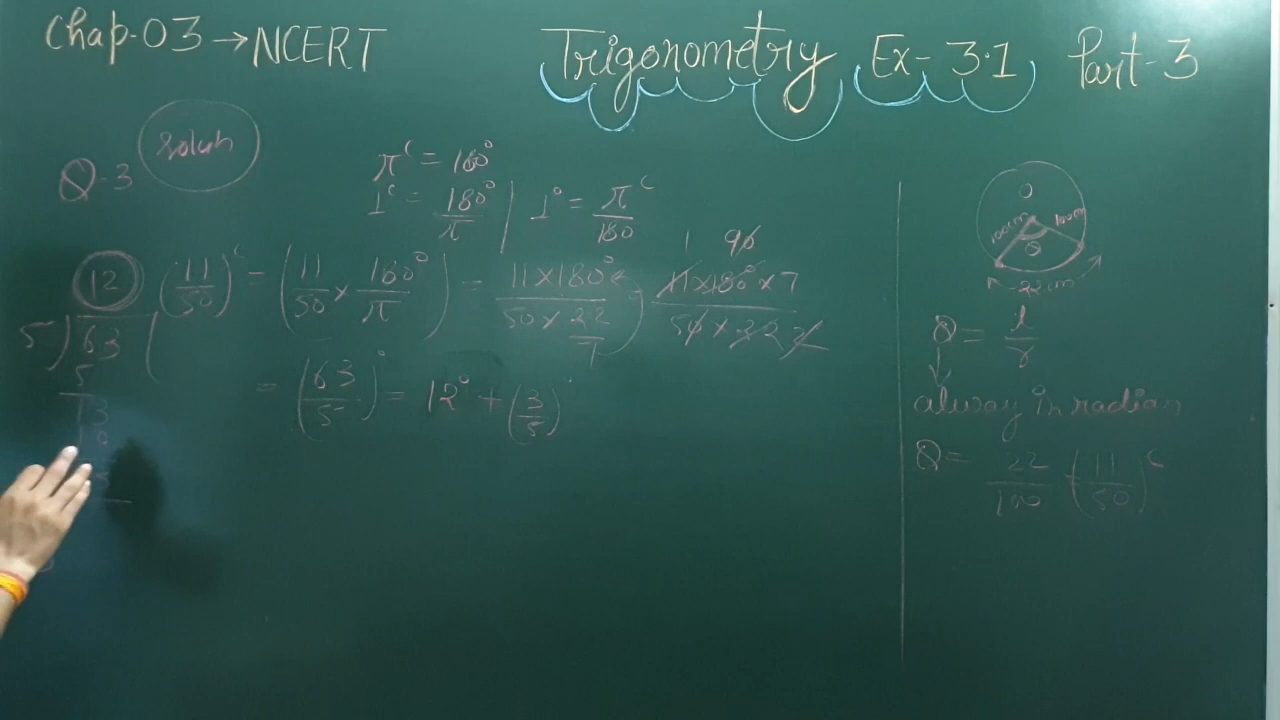 Chap-03 → NCERT
Trigonometry Ex-3.1 Part-3
Q-3
Soluh
π^c = 180°
1^c = 180°/π | 1° = π^c/180
(11/50)^c = (11/50 × 180°/π) = 11×180°/(50×22/7) = 11×180°×7/(50×22)
1 90
2
= (63/5)° = 12° + (3/5)°
12
5) 63 (
5
13
O
100cm 100cm
θ
22cm
θ = l/r
alway in radian
θ = 22/100 = (11/50)^c